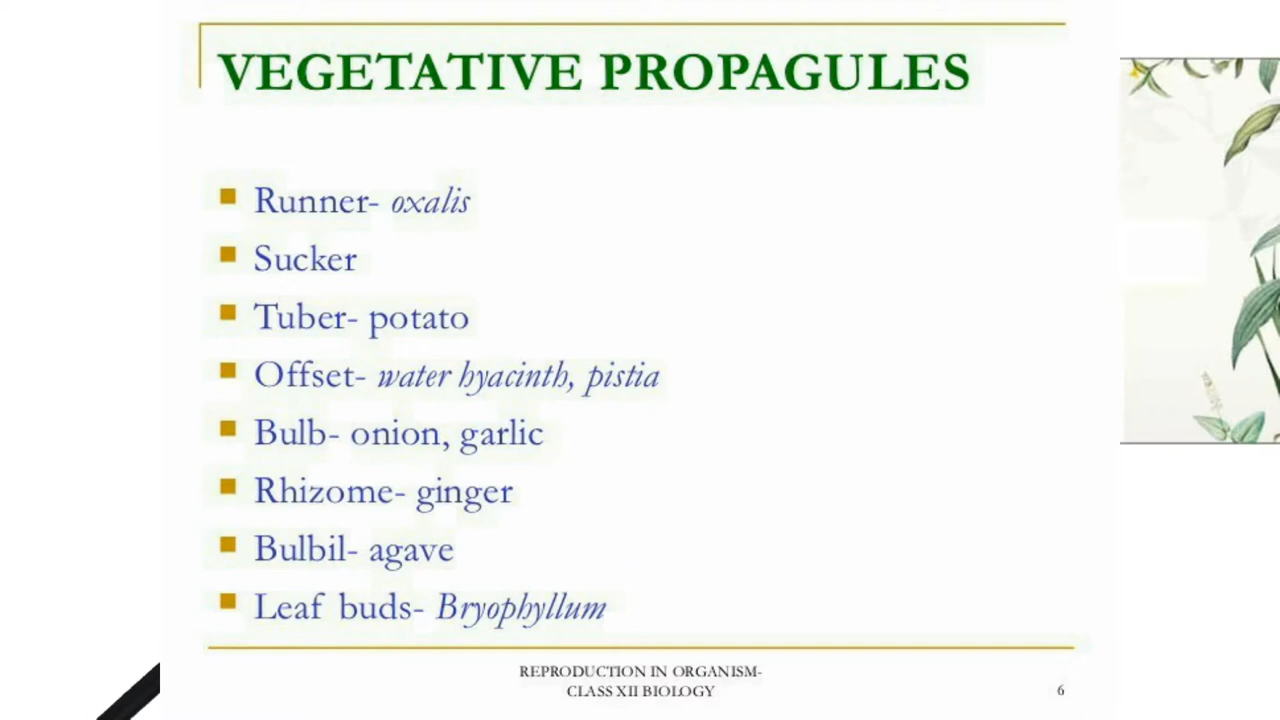 VEGETATIVE PROPAGULES
Runner- oxalis
Sucker
Tuber- potato
Offset- water hyacinth, pistia
Bulb- onion, garlic
Rhizome- ginger
Bulbil- agave
Leaf buds- Bryophyllum
REPRODUCTION IN ORGANISM-
CLASS XII BIOLOGY
6